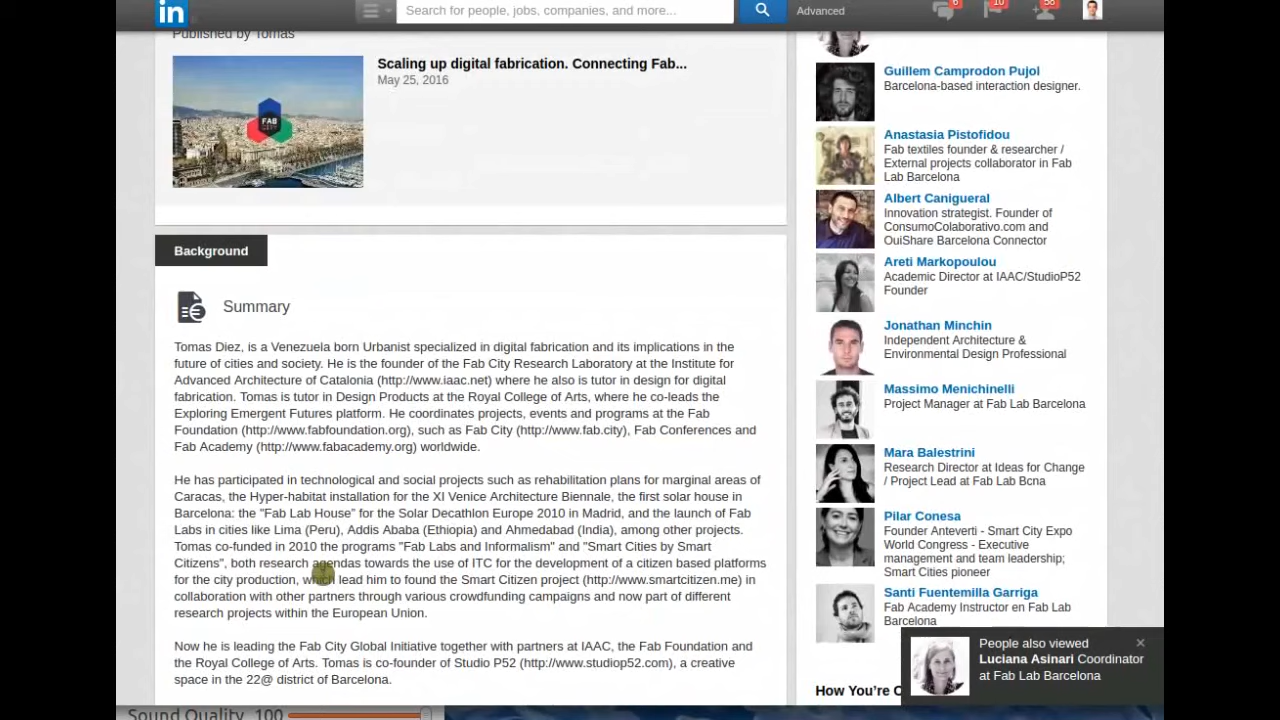 in
Search for people, jobs, companies, and more...
Advanced
6
10
58
Published by Tomas
Scaling up digital fabrication. Connecting Fab...
May 25, 2016
FAB
CITY
Background
Summary
Tomas Diez, is a Venezuela born Urbanist specialized in digital fabrication and its implications in the
future of cities and society. He is the founder of the Fab City Research Laboratory at the Institute for
Advanced Architecture of Catalonia (http://www.iaac.net) where he also is tutor in design for digital
fabrication. Tomas is tutor in Design Products at the Royal College of Arts, where he co-leads the
Exploring Emergent Futures platform. He coordinates projects, events and programs at the Fab
Foundation (http://www.fabfoundation.org), such as Fab City (http://www.fab.city), Fab Conferences and
Fab Academy (http://www.fabacademy.org) worldwide.
He has participated in technological and social projects such as rehabilitation plans for marginal areas of
Caracas, the Hyper-habitat installation for the XI Venice Architecture Biennale, the first solar house in
Barcelona: the "Fab Lab House” for the Solar Decathlon Europe 2010 in Madrid, and the launch of Fab
Labs in cities like Lima (Peru), Addis Ababa (Ethiopia) and Ahmedabad (India), among other projects.
Tomas co-funded in 2010 the programs "Fab Labs and Informalism" and "Smart Cities by Smart
Citizens", both research agendas towards the use of ITC for the development of a citizen based platforms
for the city production, which lead him to found the Smart Citizen project (http://www.smartcitizen.me) in
collaboration with other partners through various crowdfunding campaigns and now part of different
research projects within the European Union.
Now he is leading the Fab City Global Initiative together with partners at IAAC, the Fab Foundation and
the Royal College of Arts. Tomas is co-founder of Studio P52 (http://www.studiop52.com), a creative
space in the 22@ district of Barcelona.
Guillem Camprodon Pujol
Barcelona-based interaction designer.
Anastasia Pistofidou
Fab textiles founder & researcher /
External projects collaborator in Fab
Lab Barcelona
Albert Canigueral
Innovation strategist. Founder of
ConsumoColaborativo.com and
OuiShare Barcelona Connector
Areti Markopoulou
Academic Director at IAAC/StudioP52
Founder
Jonathan Minchin
Independent Architecture &
Environmental Design Professional
Massimo Menichinelli
Project Manager at Fab Lab Barcelona
Mara Balestrini
Research Director at Ideas for Change
/ Project Lead at Fab Lab Bcna
Pilar Conesa
Founder Anteverti - Smart City Expo
World Congress - Executive
management and team leadership;
Smart Cities pioneer
Santi Fuentemilla Garriga
Fab Academy Instructor en Fab Lab
Barcelona
People also viewed
Luciana Asinari Coordinator
at Fab Lab Barcelona
How You’re
Sound Quality 100